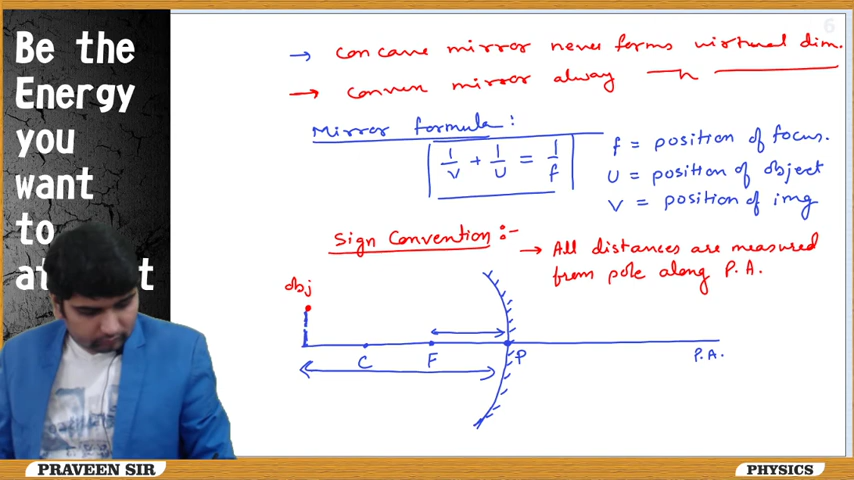 Be the
Energy
you
want
to
at t
6
→ concave mirror never forms virtual dim.
→ convex mirror alway
Mirror formula:
1/v + 1/u = 1/f
f = position of focus.
u = position of object
v = position of img
Sign Convention :-
→ All distances are measured
from pole along P.A.
obj
C
F
P
P.A.
PRAVEEN SIR
PHYSICS